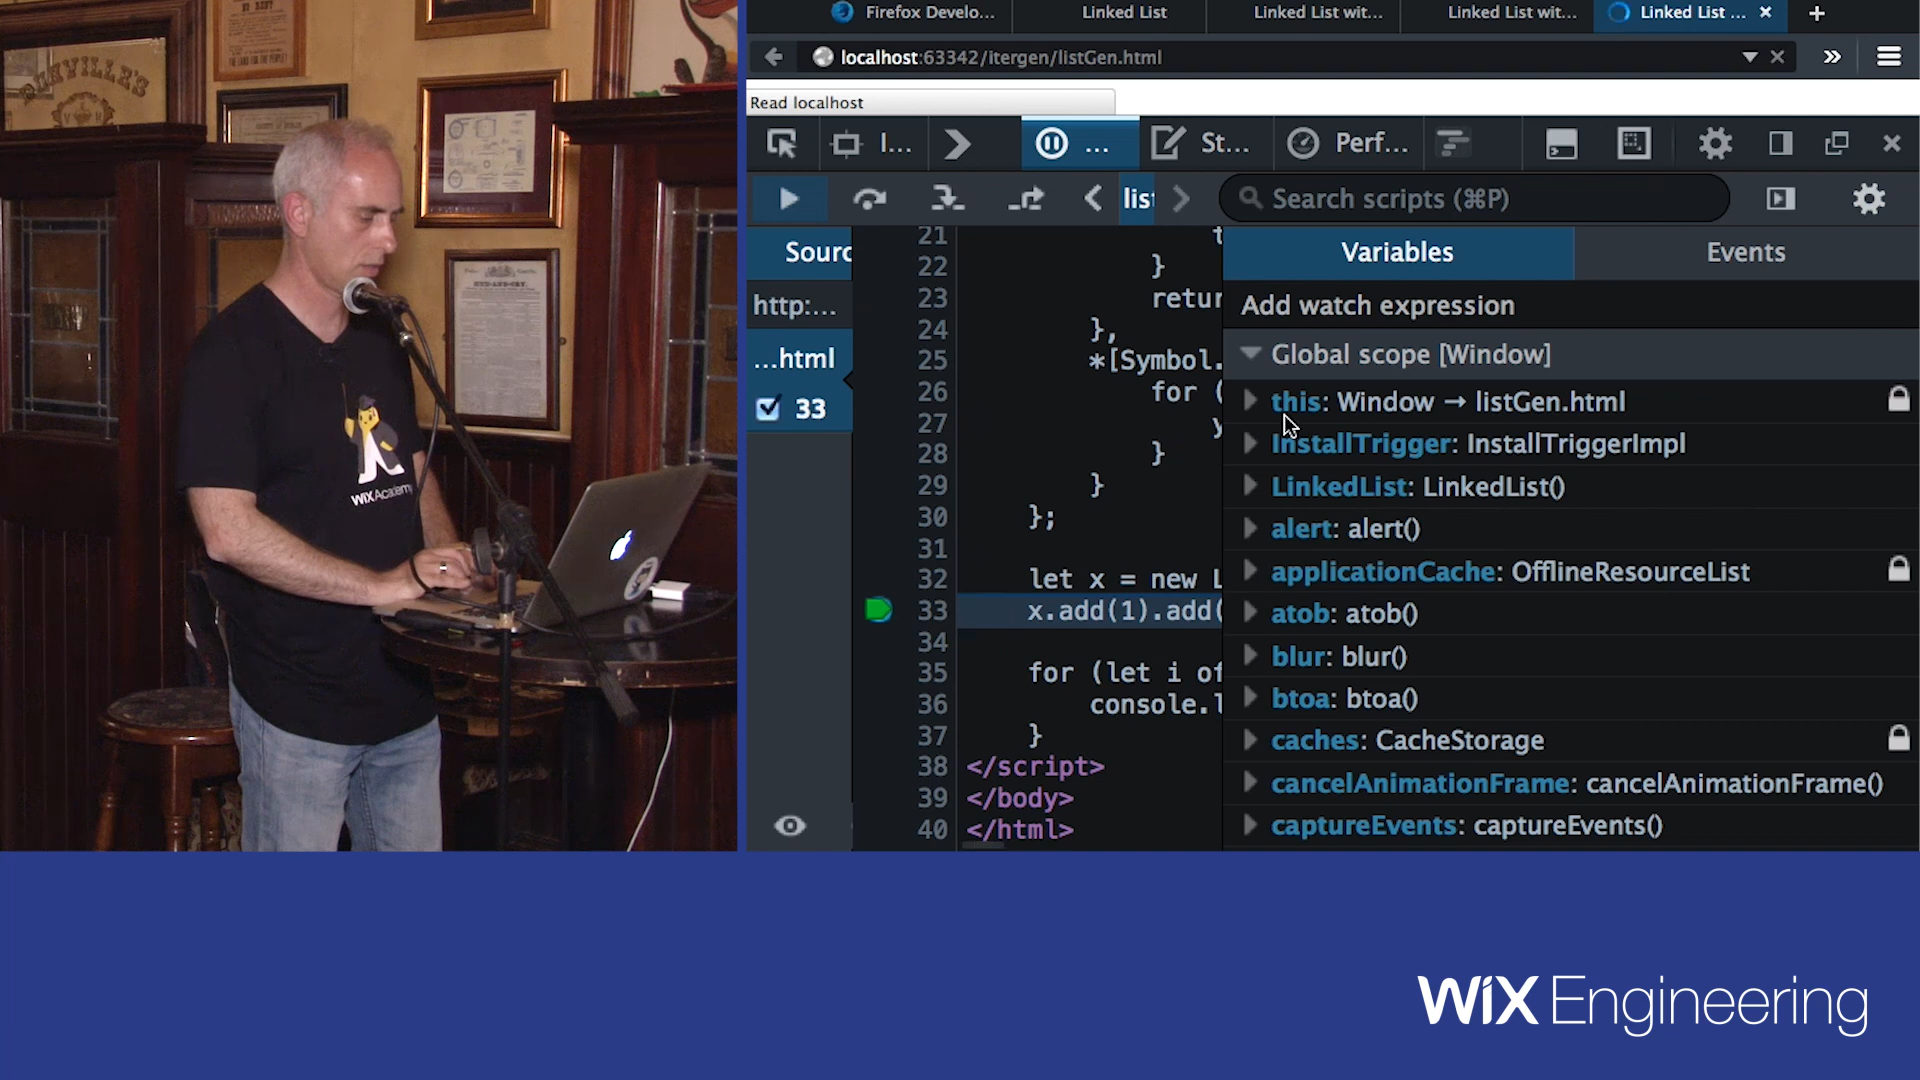 Firefox Develo...
Linked List
Linked List wit...
Linked List wit...
Linked List ...
localhost:63342/itergen/listGen.html
Read localhost
I...
...
St...
Perf...
list
Search scripts (⌘P)
Sourc
http:...
...html
33
21 t
22 }
23 retur
24 },
25 *[Symbol.
26 for (
27 y
28 }
29 }
30 };
31
32 let x = new L
33 x.add(1).add(
34
35 for (let i of
36 console.l
37 }
38 </script>
39 </body>
40 </html>
Variables
Events
Add watch expression
Global scope [Window]
this: Window → listGen.html
InstallTrigger: InstallTriggerImpl
LinkedList: LinkedList()
alert: alert()
applicationCache: OfflineResourceList
atob: atob()
blur: blur()
btoa: btoa()
caches: CacheStorage
cancelAnimationFrame: cancelAnimationFrame()
captureEvents: captureEvents()
WIX Academy
WIX Engineering